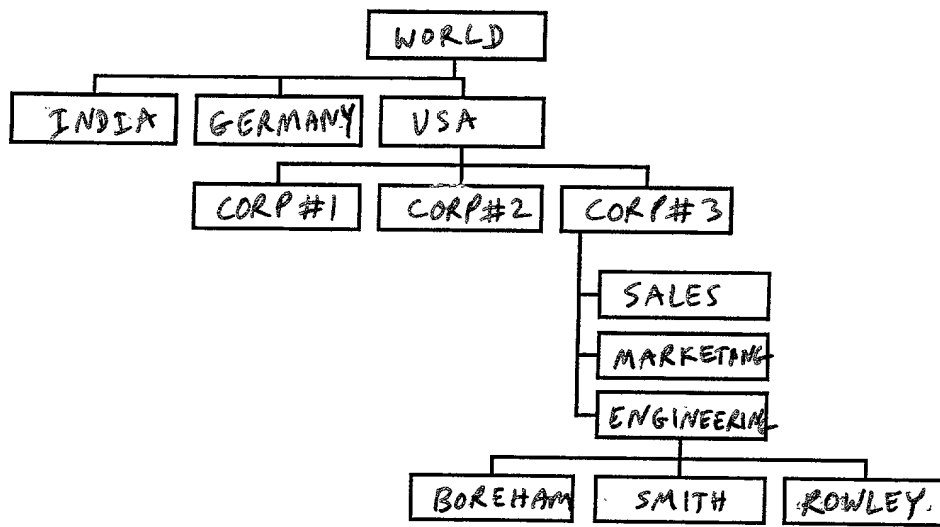 WORLD
INDIA GERMANY USA
CORP#1 CORP#2 CORP#3
SALES
MARKETING
ENGINEERING
BOREHAM SMITH ROWLEY.